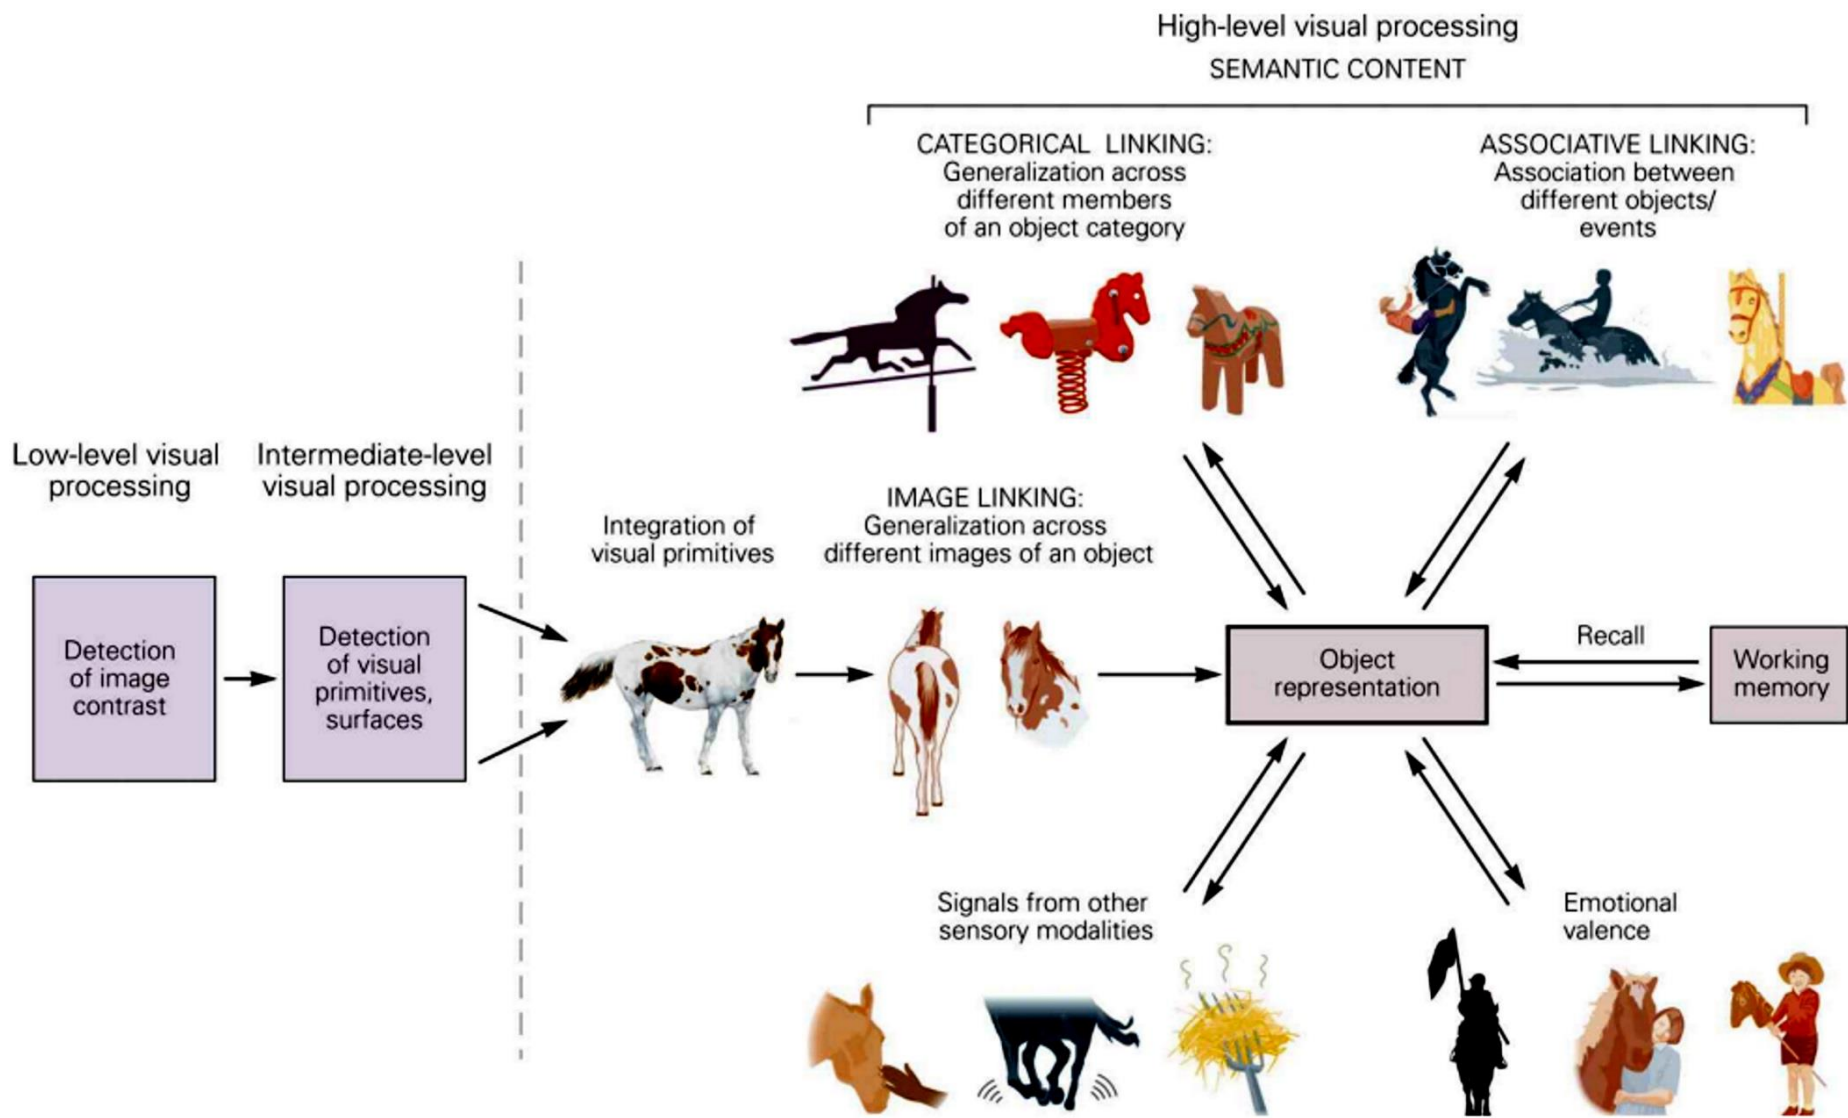 High-level visual processing
SEMANTIC CONTENT
CATEGORICAL LINKING:
Generalization across
different members
of an object category
ASSOCIATIVE LINKING:
Association between
different objects/
events
Low-level visual
processing
Intermediate-level
visual processing
Integration of
visual primitives
IMAGE LINKING:
Generalization across
different images of an object
Detection
of image
contrast
Detection
of visual
primitives,
surfaces
Object
representation
Recall
Working
memory
Signals from other
sensory modalities
Emotional
valence